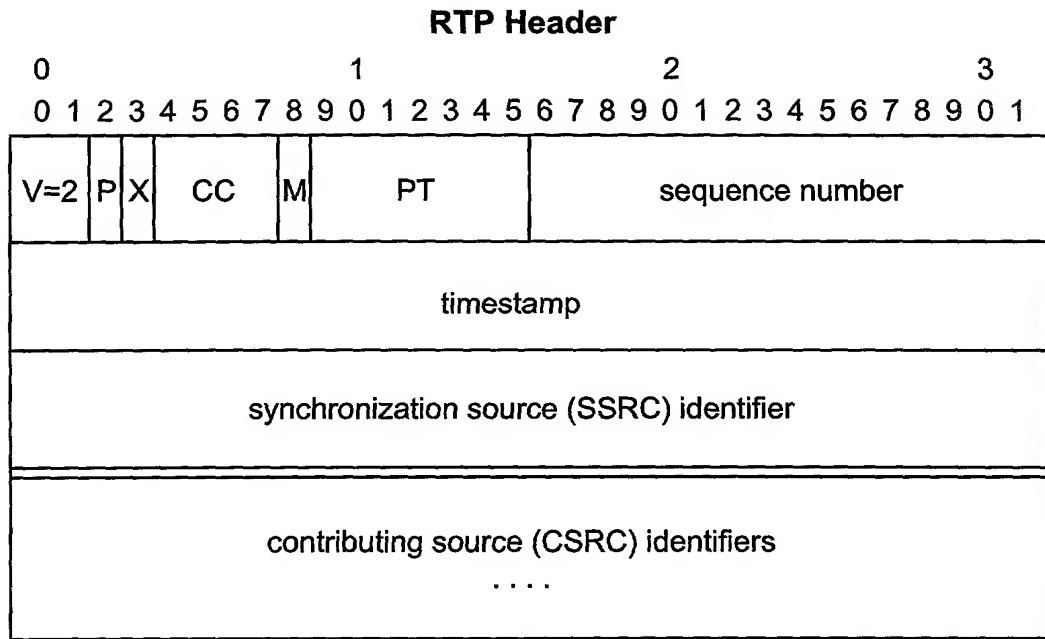 RTP Header
0 1 2 3
0 1 2 3 4 5 6 7 8 9 0 1 2 3 4 5 6 7 8 9 0 1 2 3 4 5 6 7 8 9 0 1
V=2 P X CC M PT sequence number
timestamp
synchronization source (SSRC) identifier
contributing source (CSRC) identifiers
. . . .